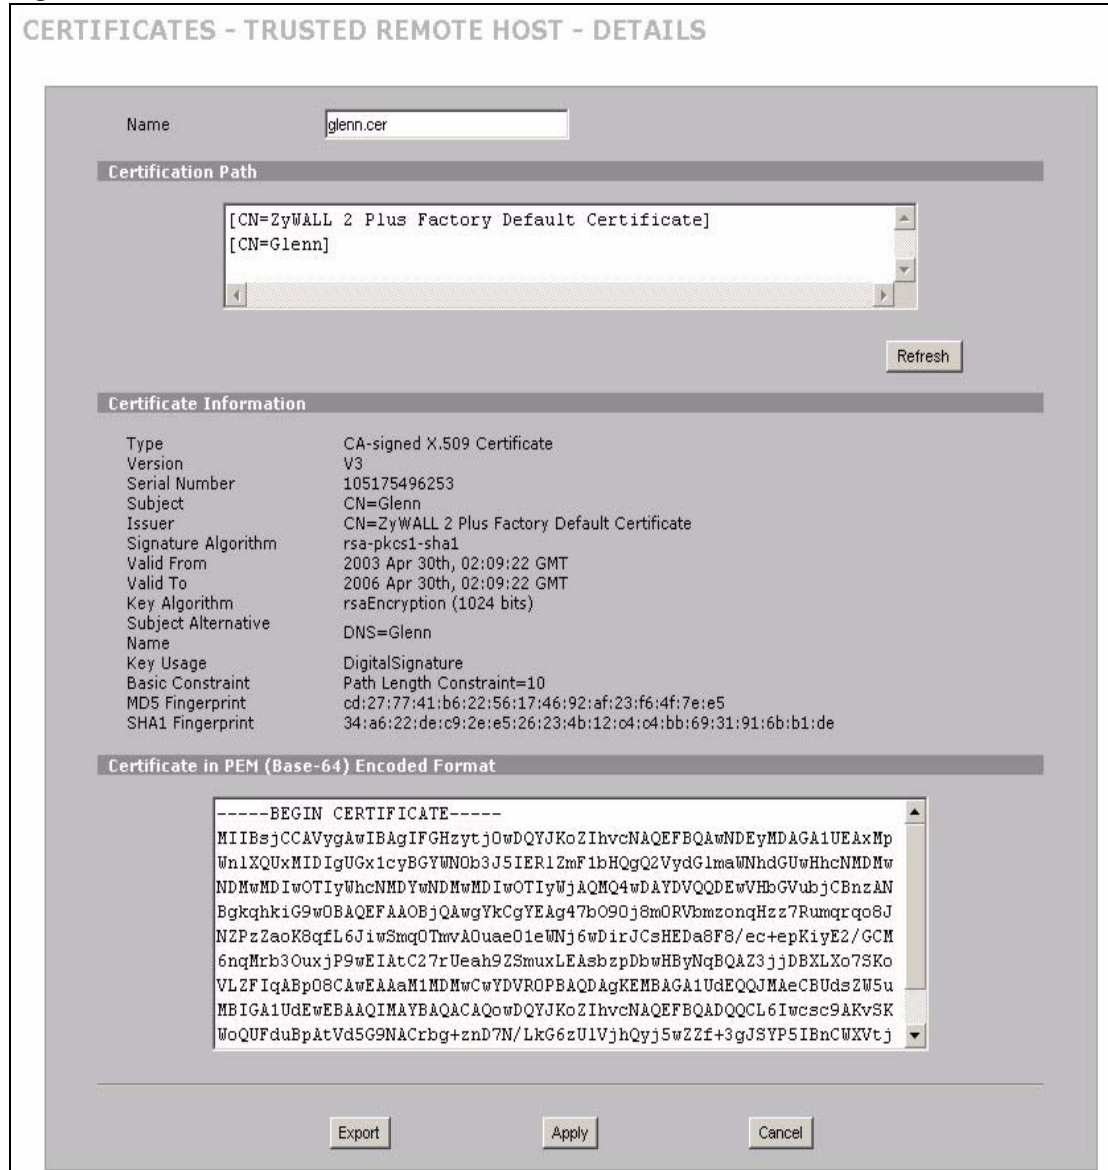 CERTIFICATES - TRUSTED REMOTE HOST - DETAILS
Name glenn.cer
Certification Path
[CN=ZyWALL 2 Plus Factory Default Certificate]
[CN=Glenn]
Refresh
Certificate Information
Type CA-signed X.509 Certificate
Version V3
Serial Number 105175496253
Subject CN=Glenn
Issuer CN=ZyWALL 2 Plus Factory Default Certificate
Signature Algorithm rsa-pkcs1-sha1
Valid From 2003 Apr 30th, 02:09:22 GMT
Valid To 2006 Apr 30th, 02:09:22 GMT
Key Algorithm rsaEncryption (1024 bits)
Subject Alternative
Name DNS=Glenn
Key Usage DigitalSignature
Basic Constraint Path Length Constraint=10
MD5 Fingerprint cd:27:77:41:b6:22:56:17:46:92:af:23:f6:4f:7e:e5
SHA1 Fingerprint 34:a6:22:de:c9:2e:e5:26:23:4b:12:c4:c4:bb:69:31:91:6b:b1:de
Certificate in PEM (Base-64) Encoded Format
-----BEGIN CERTIFICATE-----
MIIBsjCCAVygAwIBAgIFGHzytj0wDQYJKoZIhvcNAQEFBQAwNDEyMDAGA1UEAxMp
WnlXQUxMIDIgUGx1cyBGYWN0b3J5IERlZmF1bHQgQ2VydGlmaWNhdGUwHhcNMDMw
NDMwMDIwOTIyWhcNMDYwNDMwMDIwOTIyWjAQMQ4wDAYDVQQDEwVHbGVubjCBnzAN
BgkqhkiG9w0BAQEFAAOBjQAwgYkCgYEAg47bO90j8m0RVbmzonqHzz7Rumqrqo8J
NZPzZaoK8qfL6JiwSmqOTmvA0uae01eWNj6wDirJCsHEDa8F8/ec+epKiyE2/GCM
6nqMrb3OuxjP9wEIAtC27rUeah9ZSmuxLEAsbzpDbwHByNqBQAZ3jjDBXLXo7SKo
VLZFIqABp08CAwEAAaM1MDMwCwYDVR0PBAQDAgKEMBAGA1UdEQQJMAeCBUdsZW5u
MBIGA1UdEwEBAAQIMAYBAQACAQowDQYJKoZIhvcNAQEFBQADQQCL6Iwcsc9AKvSK
WoQUFduBpAtVd5G9NACrbg+znD7N/LkG6zUlVjhQyj5wZZf+3gJSYP5IBnCWXVtj
Export Apply Cancel